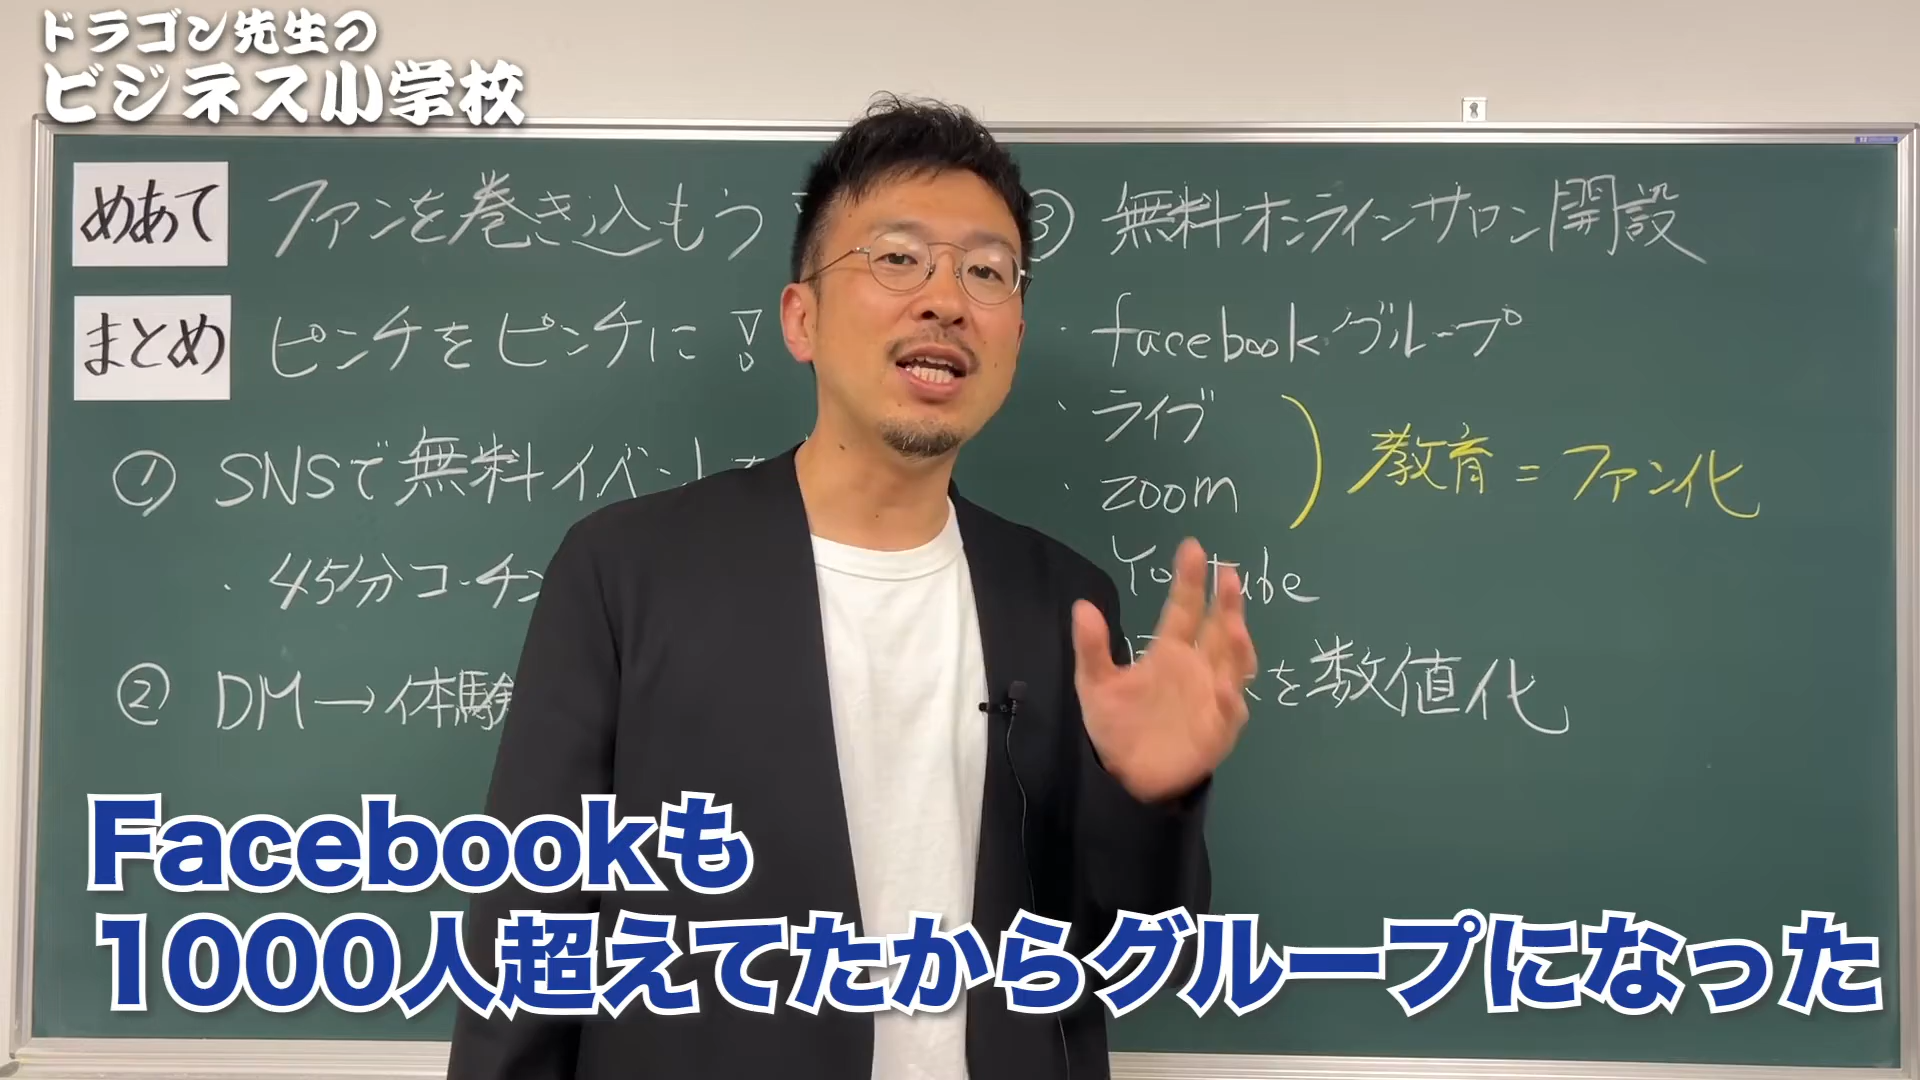 ドラゴン先生の
ビジネス小学校
めあて ファンを巻き込もう
まとめ ピンチをピンチに!
① SNSで無料イベント
・45分コーチン
② DM→体験
③ 無料オンラインサロン開設
・facebookグループ
・ライブ
・zoom
教育=ファン化
Youtube
を数値化
Facebookも
1000人超えてたからグループになった